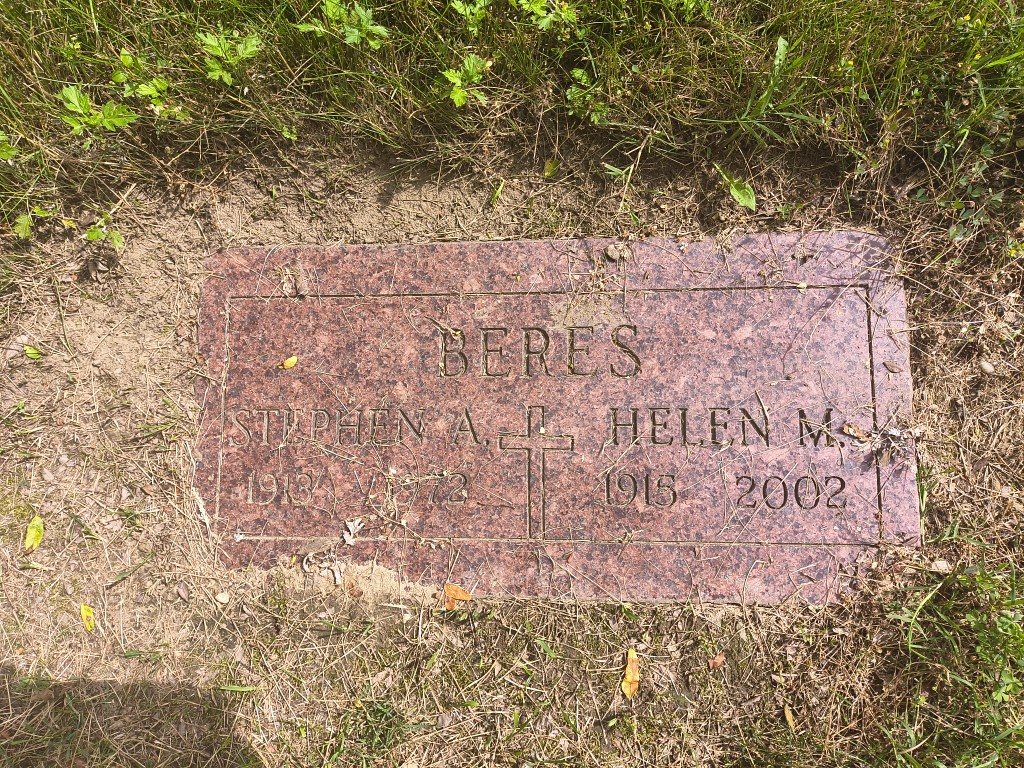 BERES
STEPHEN A. HELEN M.
1913 1972 1915 2002